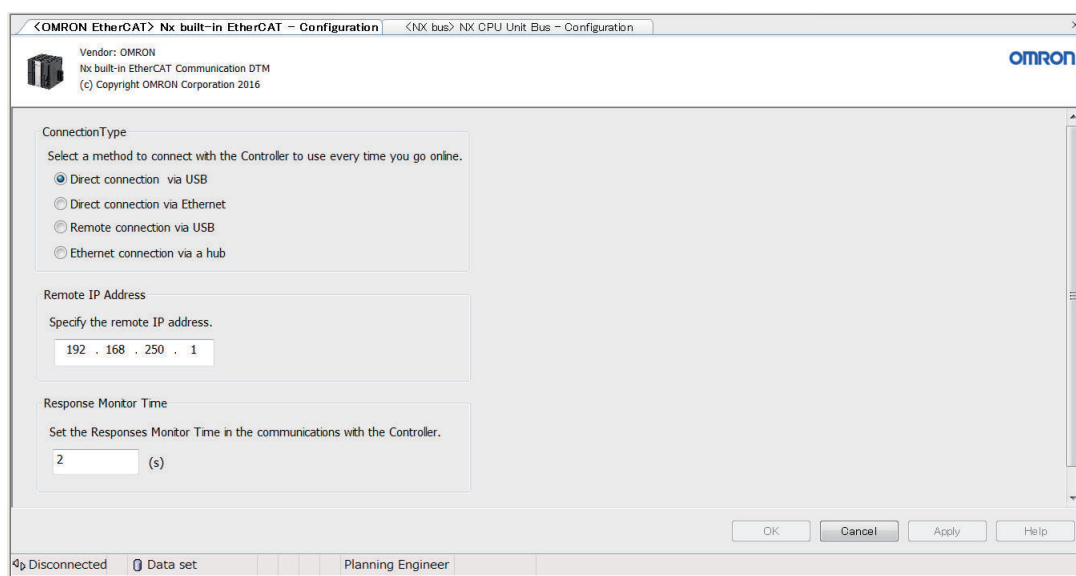 <OMRON EtherCAT> Nx built-in EtherCAT - Configuration <NX bus> NX CPU Unit Bus - Configuration
Vendor: OMRON
Nx built-in EtherCAT Communication DTM
(c) Copyright OMRON Corporation 2016
OMRON
ConnectionType
Select a method to connect with the Controller to use every time you go online.
Direct connection via USB
Direct connection via Ethernet
Remote connection via USB
Ethernet connection via a hub
Remote IP Address
Specify the remote IP address.
192 . 168 . 250 . 1
Response Monitor Time
Set the Responses Monitor Time in the communications with the Controller.
2 (s)
OK Cancel Apply Help
Disconnected Data set Planning Engineer